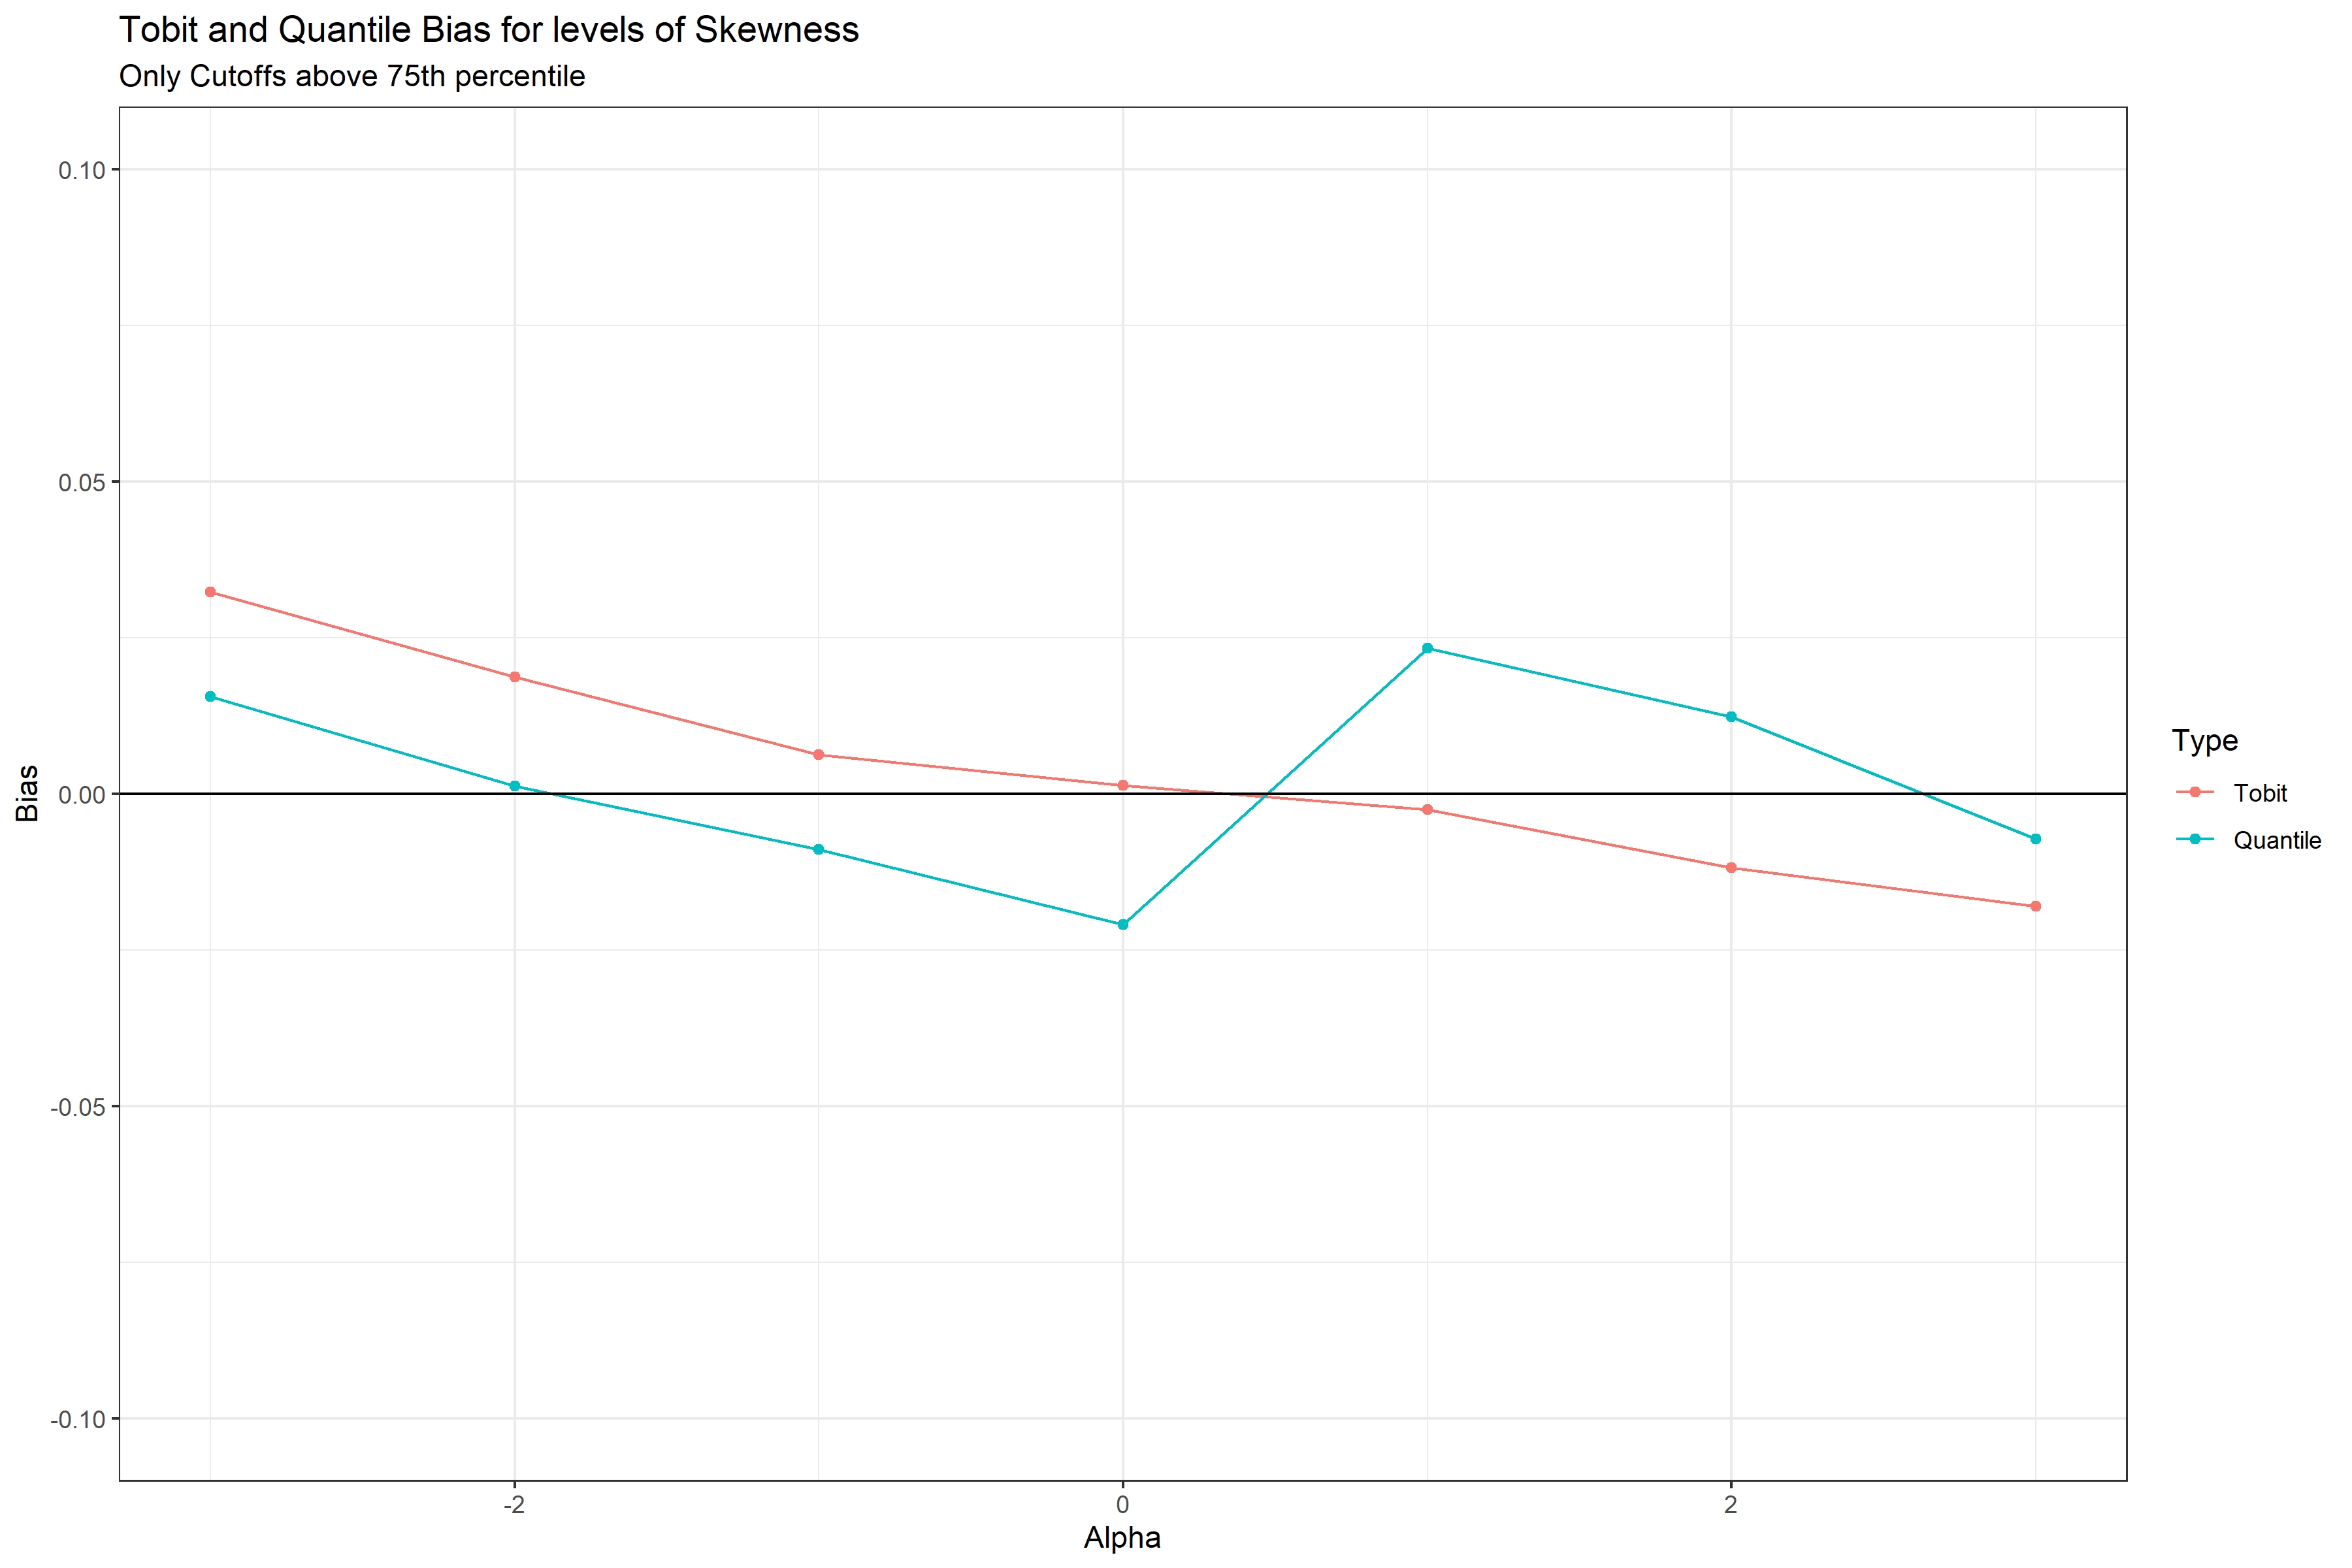 Tobit and Quantile Bias for levels of Skewness
Only Cutoffs above 75th percentile
0.10
0.05
0.00
-0.05
-0.10
Bias
-2
0
2
Alpha
Type
Tobit
Quantile